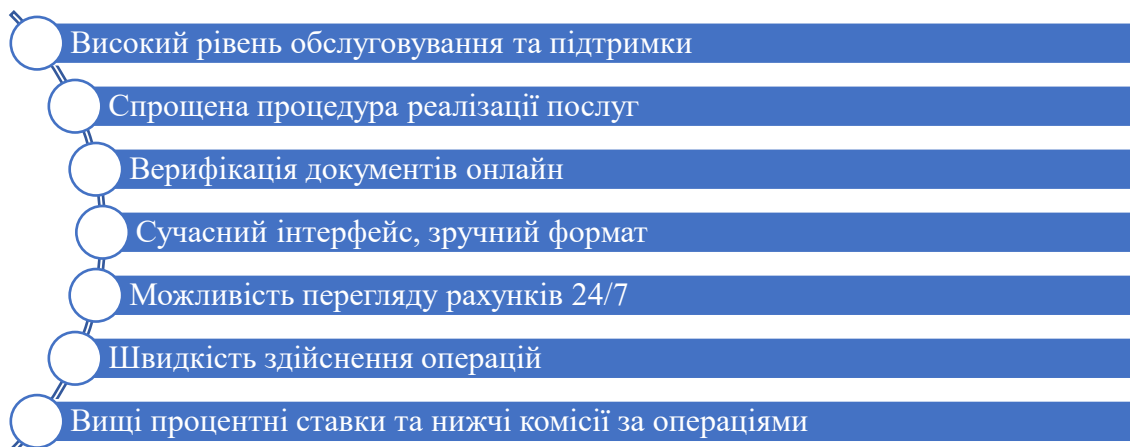 Високий рівень обслуговування та підтримки
Спрощена процедура реалізації послуг
Верифікація документів онлайн
Сучасний інтерфейс, зручний формат
Можливість перегляду рахунків 24/7
Швидкість здійснення операцій
Вищі процентні ставки та нижчі комісії за операціями